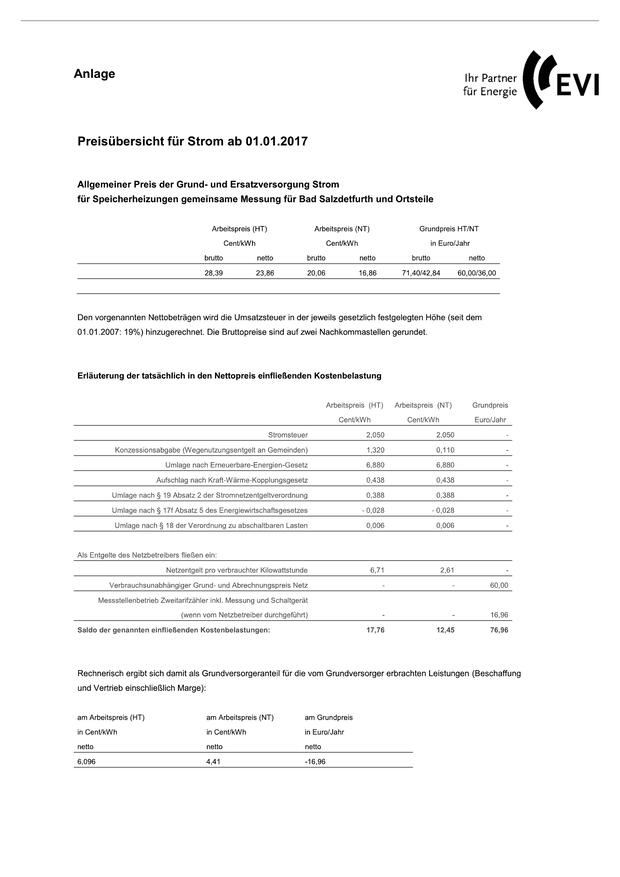 Anlage
Ihr Partner
für Energie
EVI
Preisübersicht für Strom ab 01.01.2017
Allgemeiner Preis der Grund- und Ersatzversorgung Strom
für Speicherheizungen gemeinsame Messung für Bad Salzdetfurth und Ortsteile
Arbeitspreis (HT) Arbeitspreis (NT) Grundpreis HT/NT
Cent/kWh Cent/kWh in Euro/Jahr
brutto netto brutto netto brutto netto
28,39 23,86 20,06 16,86 71,40/42,84 60,00/36,00
Den vorgenannten Nettobeträgen wird die Umsatzsteuer in der jeweils gesetzlich festgelegten Höhe (seit dem
01.01.2007: 19%) hinzugerechnet. Die Bruttopreise sind auf zwei Nachkommastellen gerundet.
Erläuterung der tatsächlich in den Nettopreis einfließenden Kostenbelastung
Arbeitspreis (HT) Arbeitspreis (NT) Grundpreis
Cent/kWh Cent/kWh Euro/Jahr
Stromsteuer 2,050 2,050 -
Konzessionsabgabe (Wegenutzungsentgelt an Gemeinden) 1,320 0,110 -
Umlage nach Erneuerbare-Energien-Gesetz 6,880 6,880 -
Aufschlag nach Kraft-Wärme-Kopplungsgesetz 0,438 0,438 -
Umlage nach § 19 Absatz 2 der Stromnetzentgeltverordnung 0,388 0,388 -
Umlage nach § 17f Absatz 5 des Energiewirtschaftsgesetzes - 0,028 - 0,028 -
Umlage nach § 18 der Verordnung zu abschaltbaren Lasten 0,006 0,006 -
Als Entgelte des Netzbetreibers fließen ein:
Netzentgelt pro verbrauchter Kilowattstunde 6,71 2,61 -
Verbrauchsunabhängiger Grund- und Abrechnungspreis Netz - - 60,00
Messstellenbetrieb Zweitarifzähler inkl. Messung und Schaltgerät
(wenn vom Netzbetreiber durchgeführt) - - 16,96
Saldo der genannten einfließenden Kostenbelastungen: 17,76 12,45 76,96
Rechnerisch ergibt sich damit als Grundversorgeranteil für die vom Grundversorger erbrachten Leistungen (Beschaffung
und Vertrieb einschließlich Marge):
am Arbeitspreis (HT) am Arbeitspreis (NT) am Grundpreis
in Cent/kWh in Cent/kWh in Euro/Jahr
netto netto netto
6,096 4,41 -16,96